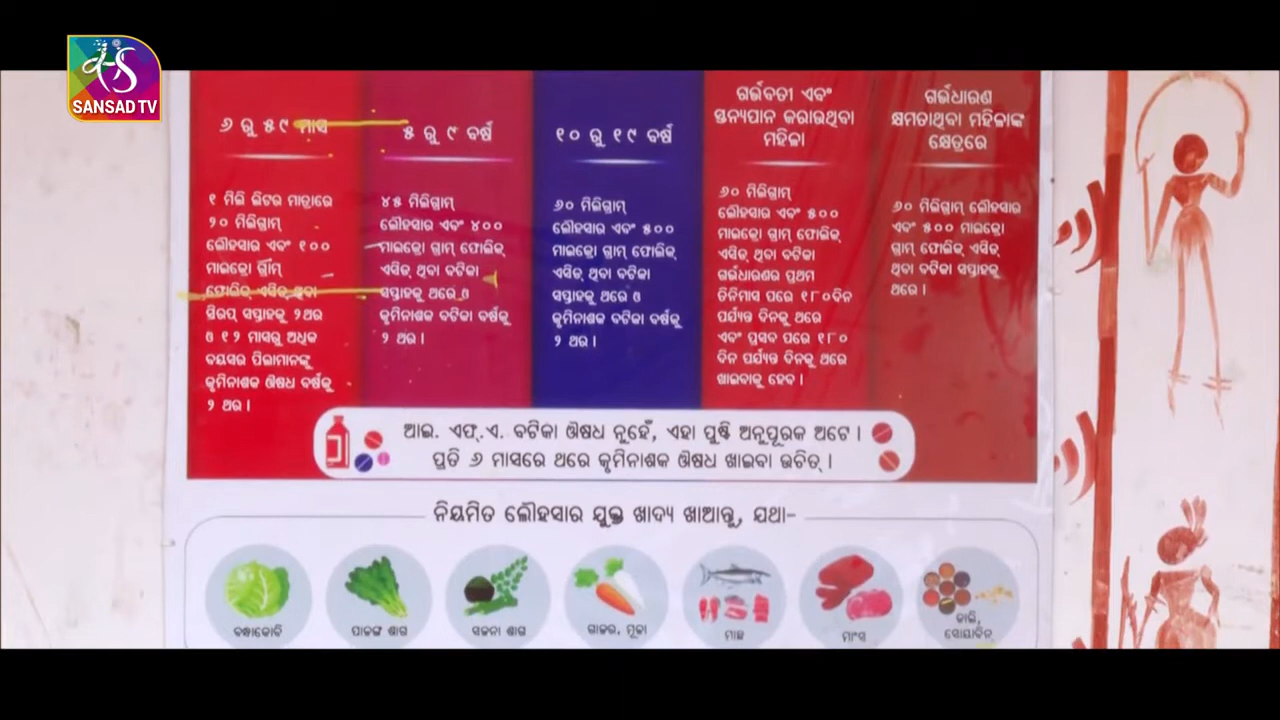 SANSAD TV
୬ ରୁ ୫୯ ମାସ
୧ ମିଲି ଲିଟର ମାତ୍ରାରେ
୨୦ ମିଲିଗ୍ରାମ୍
ଲୌହସାର ଏବଂ ୧୦୦
ମାଇକ୍ରୋ ଗ୍ରାମ୍
ଫୋଲିକ୍ ଏସିଡ୍ ଥିବା
ସିରପ୍ ସପ୍ତାହକୁ ୨ଥର
ଓ ୧୨ ମାସରୁ ଅଧିକ
ବୟସର ପିଲାମାନଙ୍କୁ
କୃମିନାଶକ ଔଷଧ ବର୍ଷକୁ
୨ ଥର।
୫ ରୁ ୯ ବର୍ଷ
୪୫ ମିଲିଗ୍ରାମ୍
ଲୌହସାର ଏବଂ ୪୦୦
ମାଇକ୍ରୋ ଗ୍ରାମ ଫୋଲିକ୍
ଏସିଡ୍ ଥିବା ବଟିକା
ସପ୍ତାହକୁ ଥରେ ଓ
କୃମିନାଶକ ବଟିକା ବର୍ଷକୁ
୨ ଥର।
୧୦ ରୁ ୧୯ ବର୍ଷ
୬୦ ମିଲିଗ୍ରାମ୍
ଲୌହସାର ଏବଂ ୫୦୦
ମାଇକ୍ରୋ ଗ୍ରାମ୍ ଫୋଲିକ୍
ଏସିଡ୍ ଥିବା ବଟିକା
ସପ୍ତାହକୁ ଥରେ ଓ
କୃମିନାଶକ ବଟିକା ବର୍ଷକୁ
୨ ଥର।
ଗର୍ଭବତୀ ଏବଂ
ସ୍ତନ୍ୟପାନ କରାଉଥିବା
ମହିଳା
୬୦ ମିଲିଗ୍ରାମ୍
ଲୌହସାର ଏବଂ ୫୦୦
ମାଇକ୍ରୋ ଗ୍ରାମ୍ ଫୋଲିକ୍
ଏସିଡ୍ ଥିବା ବଟିକା
ଗର୍ଭଧାରଣର ପ୍ରଥମ
ତିନିମାସ ପରେ ୧୮୦ଦିନ
ପର୍ଯ୍ୟନ୍ତ ଦିନକୁ ଥରେ
ଏବଂ ପ୍ରସବ ପରେ ୧୮୦
ଦିନ ପର୍ଯ୍ୟନ୍ତ ଦିନକୁ ଥରେ
ଖାଇବାକୁ ହେବ।
ଗର୍ଭଧାରଣ
କ୍ଷମତାଥିବା ମହିଳାଙ୍କ
କ୍ଷେତ୍ରରେ
୬୦ ମିଲିଗ୍ରାମ୍ ଲୌହସାର
ଏବଂ ୫୦୦ ମାଇକ୍ରୋ
ଗ୍ରାମ୍ ଫୋଲିକ୍ ଏସିଡ୍
ଥିବା ବଟିକା ସପ୍ତାହକୁ
ଥରେ।
ଆଇ. ଏଫ୍.ଏ. ବଟିକା ଔଷଧ ନୁହେଁ, ଏହା ପୁଷ୍ଟି ଅନୁପୂରକ ଅଟେ।
ପ୍ରତି ୬ ମାସରେ ଥରେ କୃମିନାଶକ ଔଷଧ ଖାଇବା ଉଚିତ୍।
ନିୟମିତ ଲୌହସାର ଯୁକ୍ତ ଖାଦ୍ୟ ଖାଆନ୍ତୁ, ଯଥା-
ବନ୍ଧାକୋବି
ପାଳଙ୍ଗ ଶାଗ
ସଜନା ଶାଗ
ଗାଜର, ମୂଳା
ମାଛ
ମାଂସ
ଡାଲି,
ସୋୟାବିନ୍